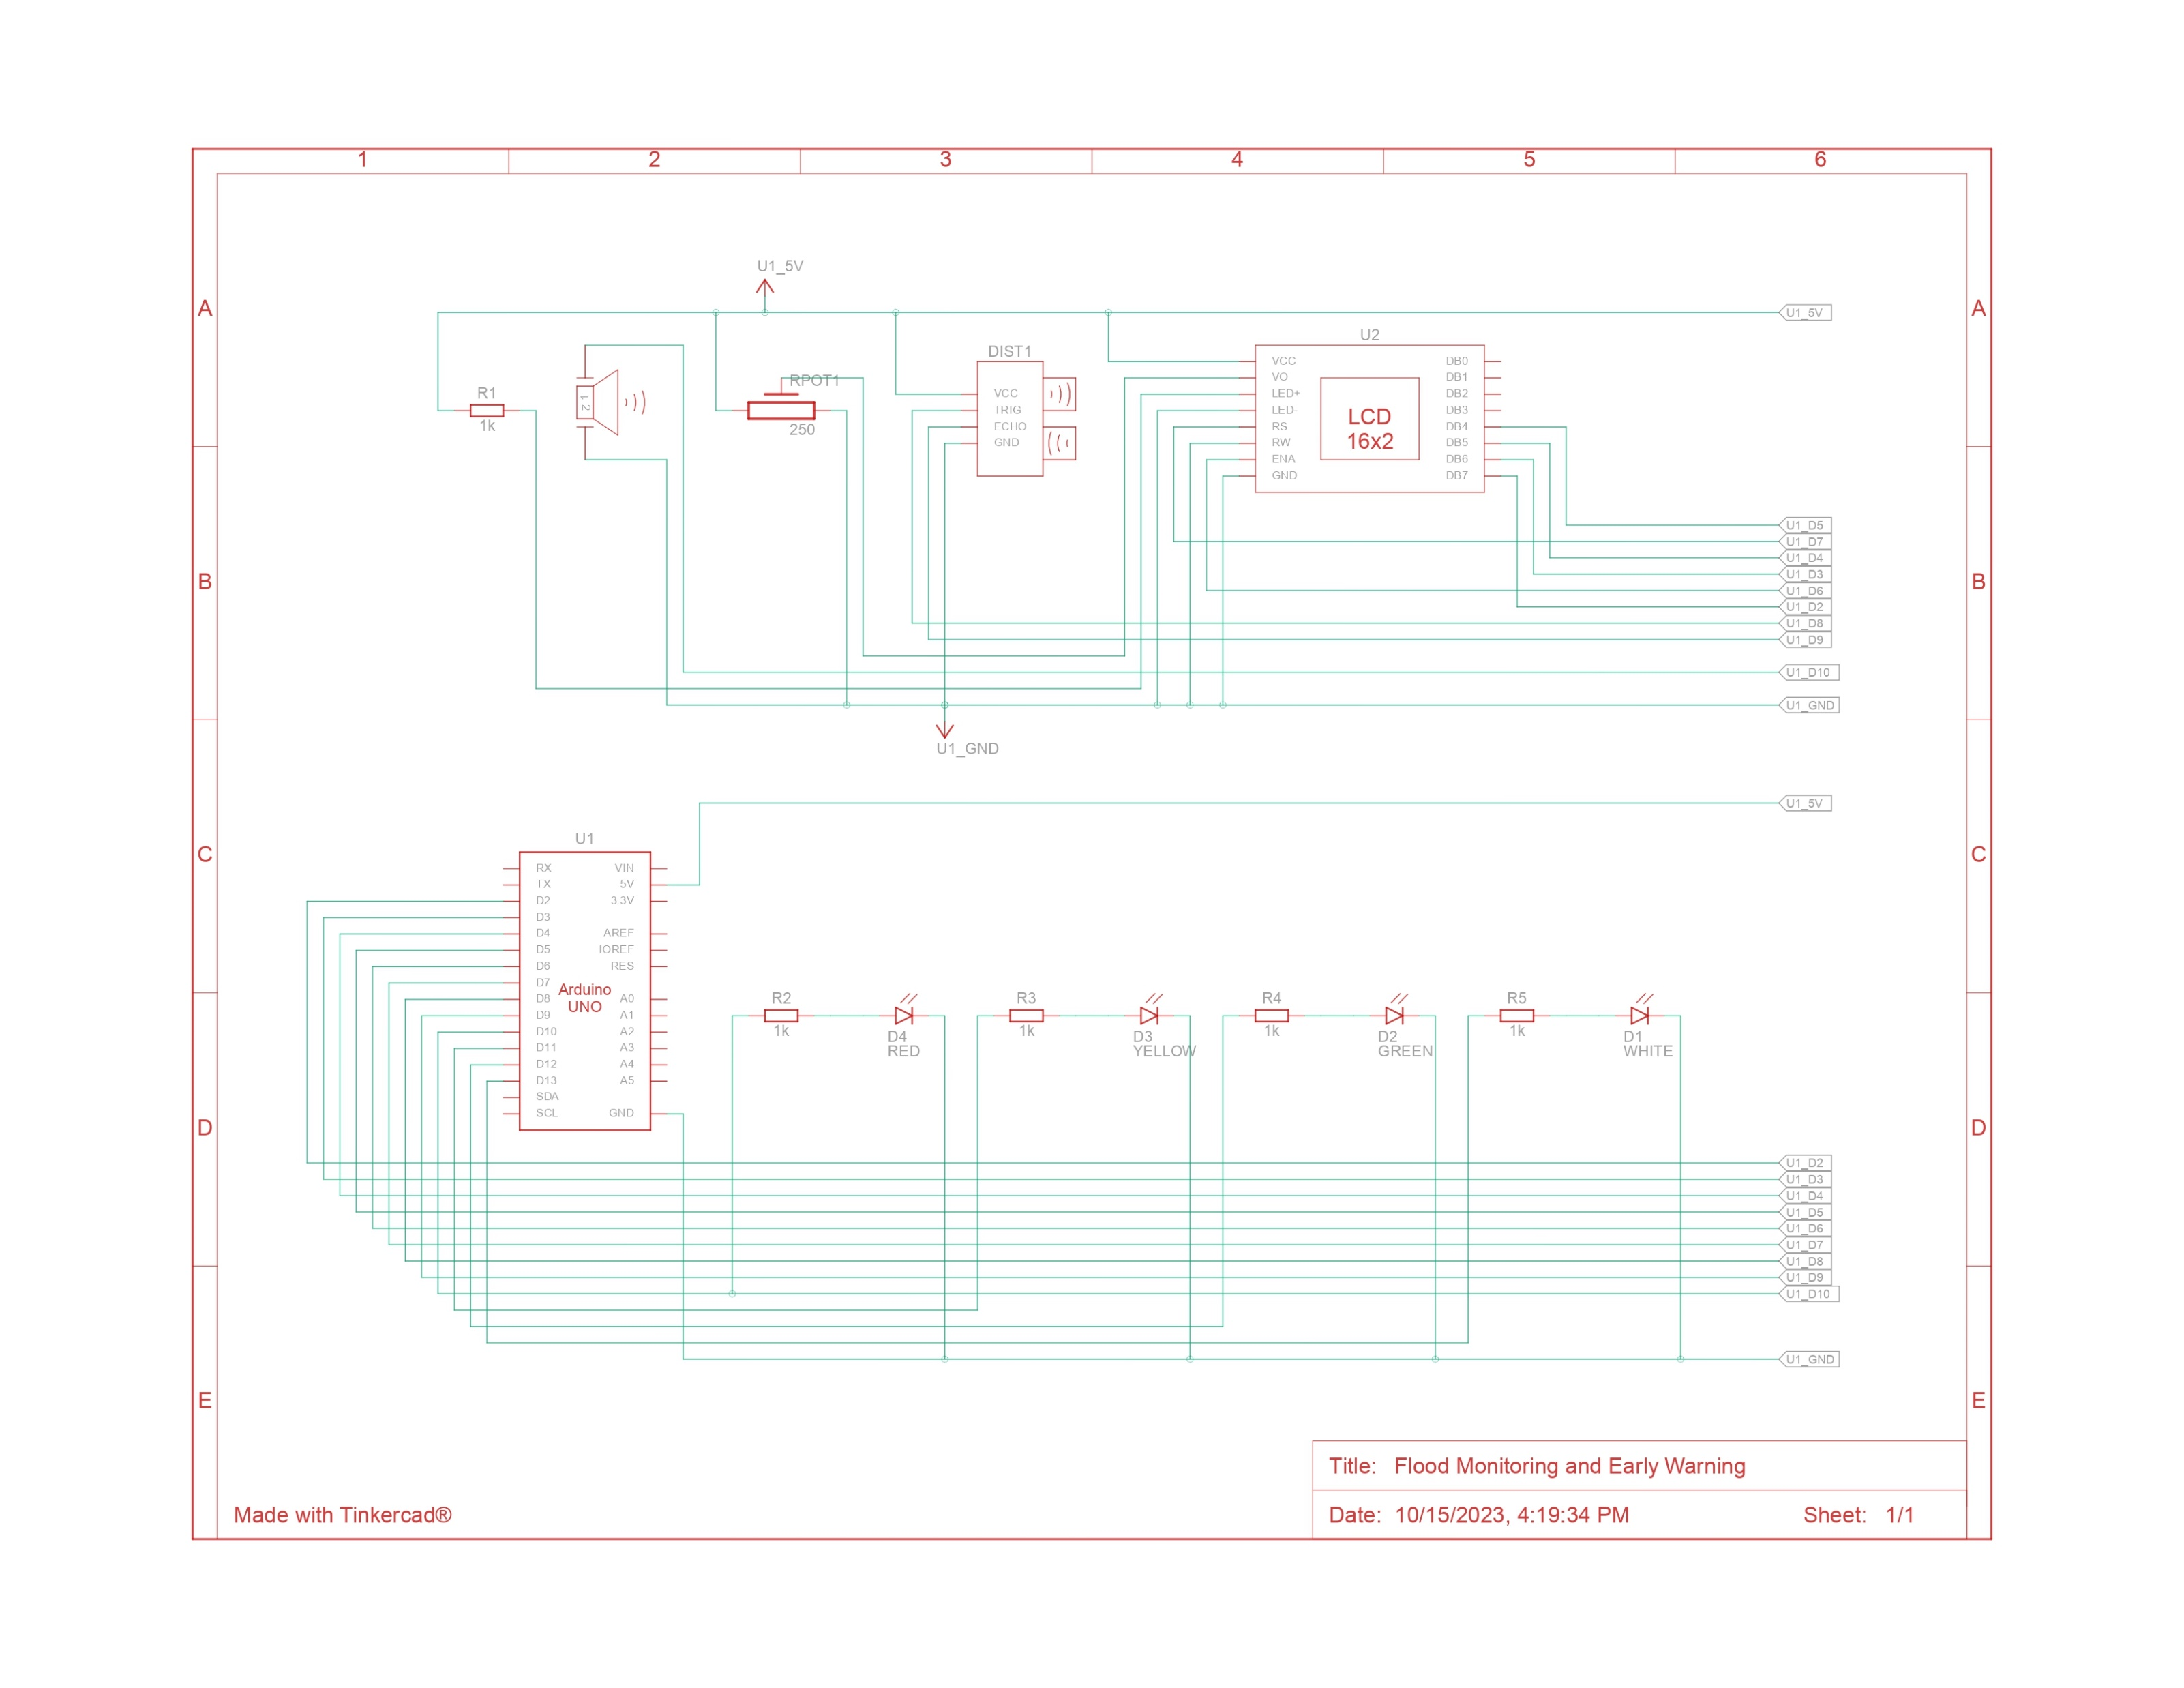 1 2 3 4 5 6
A A
B B
C C
D D
E E
U1_5V
U1_5V
R1
1k
1 2
RPOT1
250
DIST1
VCC
TRIG
ECHO
GND
U2
VCC DB0
VO DB1
LED+ DB2
LED- DB3
RS DB4
RW DB5
ENA DB6
GND DB7
LCD
16x2
U1_D5
U1_D7
U1_D4
U1_D3
U1_D6
U1_D2
U1_D8
U1_D9
U1_D10
U1_GND
U1_GND
U1_5V
U1
RX VIN
TX 5V
D2 3.3V
D3
D4 AREF
D5 IOREF
D6 RES
D7
D8 A0
D9 A1
D10 A2
D11 A3
D12 A4
D13 A5
SDA
SCL GND
Arduino
UNO
R2
1k
D4
RED
R3
1k
D3
YELLOW
R4
1k
D2
GREEN
R5
1k
D1
WHITE
U1_D2
U1_D3
U1_D4
U1_D5
U1_D6
U1_D7
U1_D8
U1_D9
U1_D10
U1_GND
Title: Flood Monitoring and Early Warning
Made with Tinkercad®
Date: 10/15/2023, 4:19:34 PM Sheet: 1/1